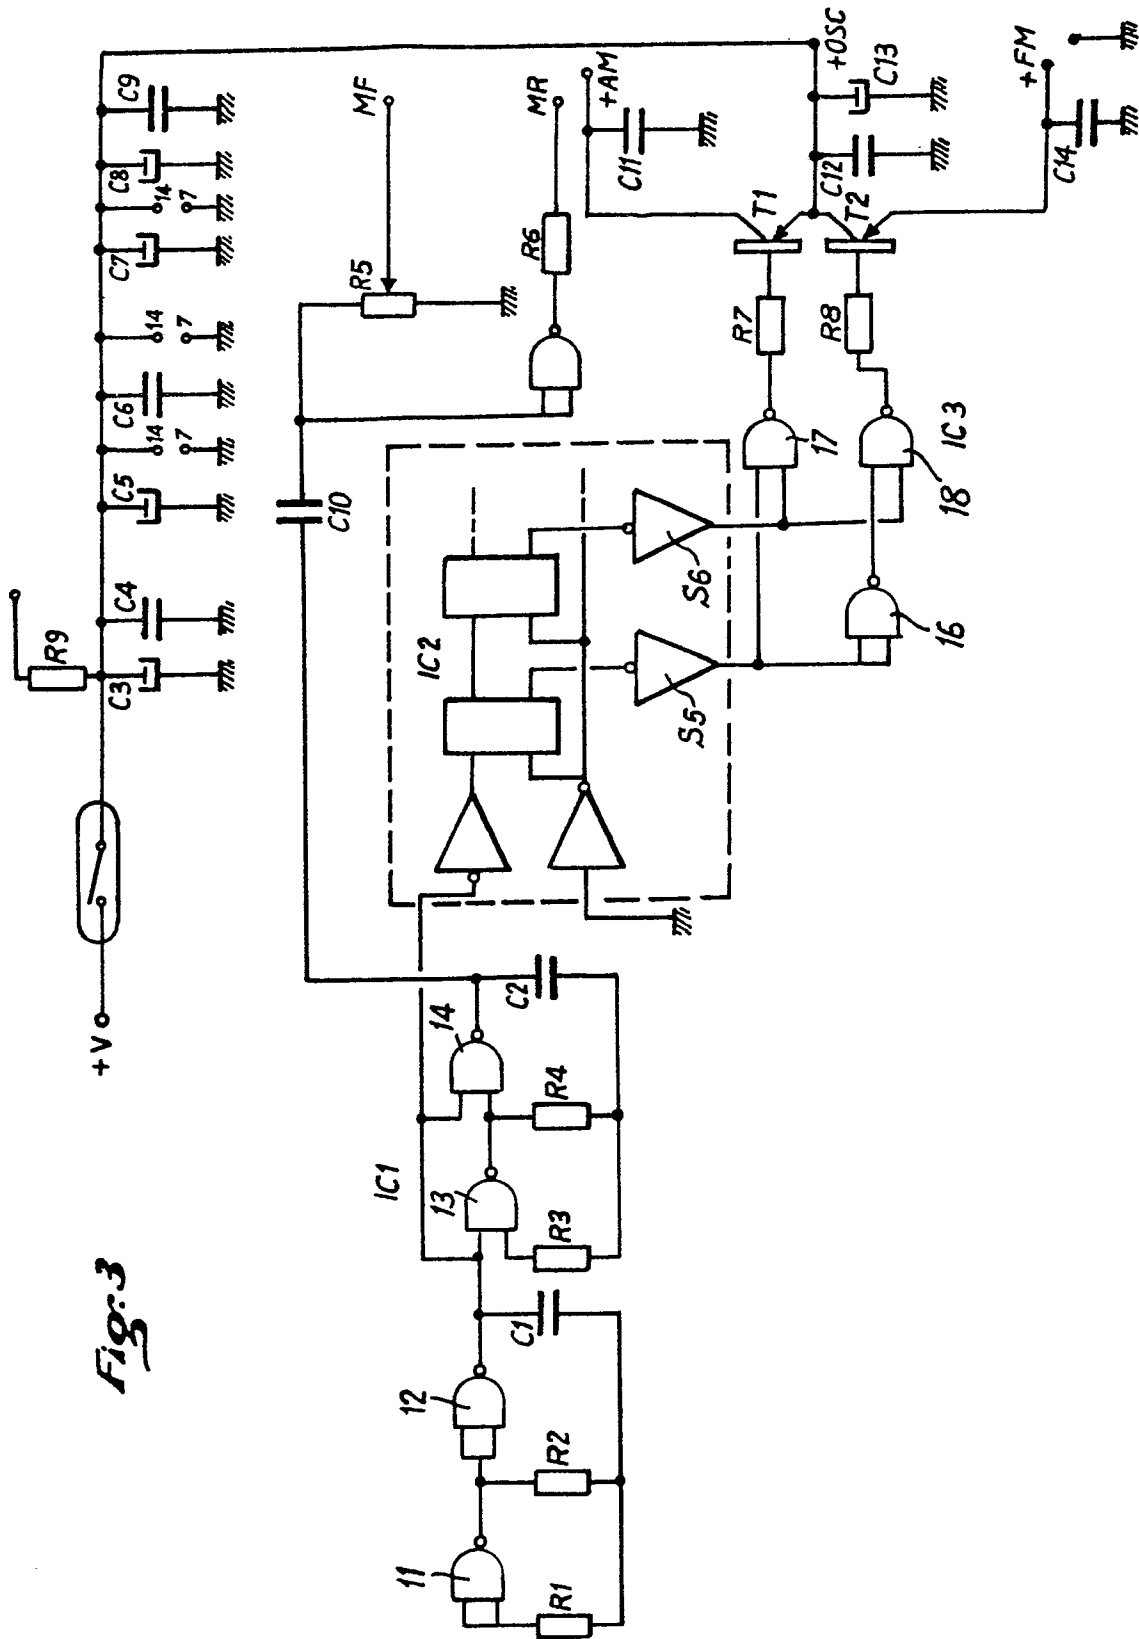 Fig:3
+V
R9
C3
C4
C5
14
7
C6
14
7
C7
14
7
C8
C9
C10
R5
MF
R6
MR
IC1
IC2
11
12
13
14
R1
R2
C1
R3
R4
C2
S5
S6
16
17
18
IC3
R7
R8
T1
T2
C11
+AM
C12
C13
+OSC
C14
+FM